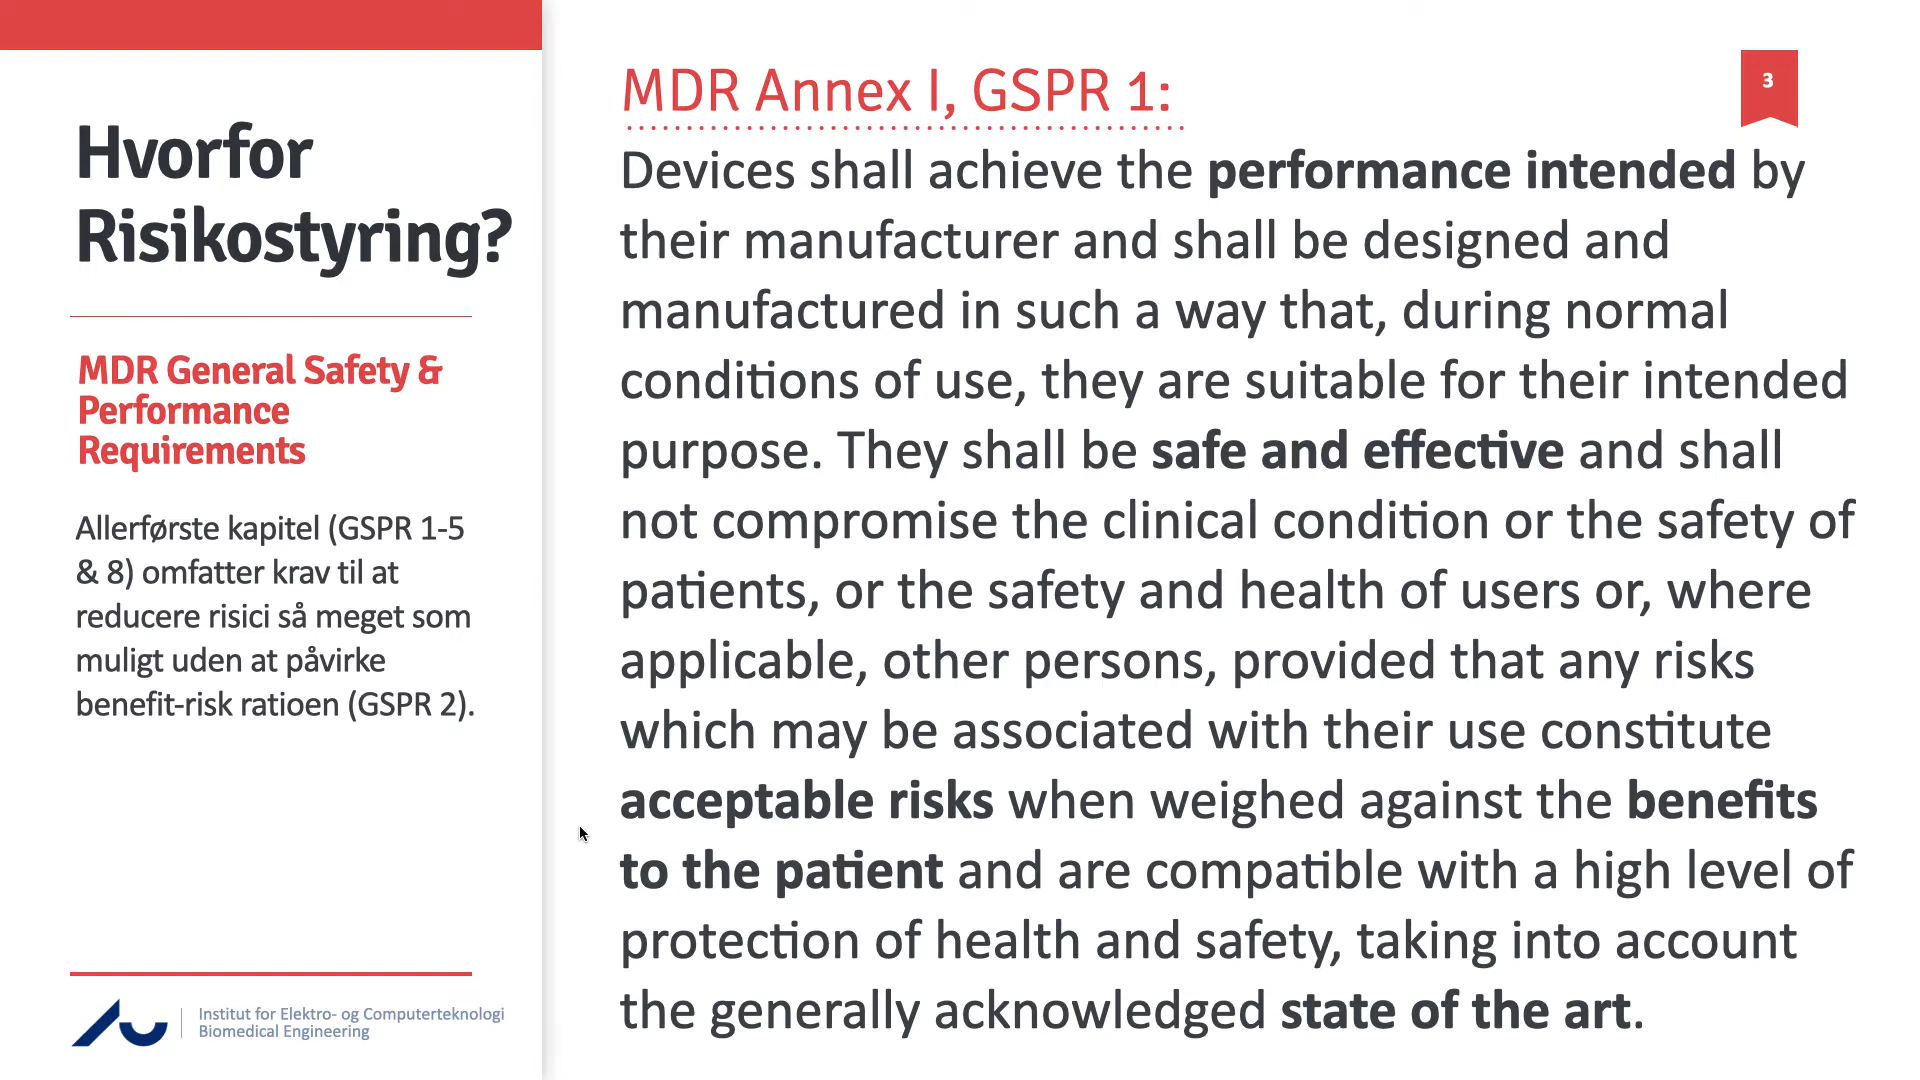 Hvorfor
Risikostyring?
MDR General Safety &
Performance
Requirements
Allerførste kapitel (GSPR 1-5
& 8) omfatter krav til at
reducere risici så meget som
muligt uden at påvirke
benefit-risk ratioen (GSPR 2).
Institut for Elektro- og Computerteknologi
Biomedical Engineering
MDR Annex I, GSPR 1:
3
Devices shall achieve the performance intended by
their manufacturer and shall be designed and
manufactured in such a way that, during normal
conditions of use, they are suitable for their intended
purpose. They shall be safe and effective and shall
not compromise the clinical condition or the safety of
patients, or the safety and health of users or, where
applicable, other persons, provided that any risks
which may be associated with their use constitute
acceptable risks when weighed against the benefits
to the patient and are compatible with a high level of
protection of health and safety, taking into account
the generally acknowledged state of the art.